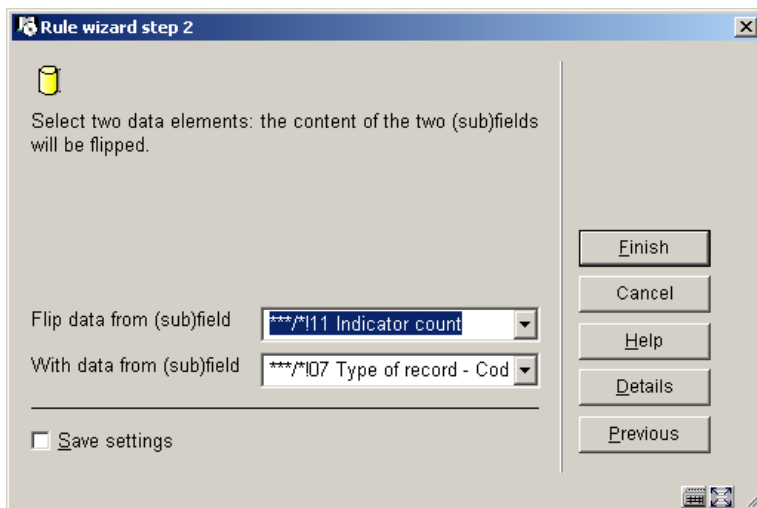 Rule wizard step 2
Select two data elements: the content of the two (sub)fields
will be flipped.
Finish
Cancel
Flip data from (sub)field ***/*!11 Indicator count
Help
With data from (sub)field ***/*!07 Type of record - Cod
Details
Previous
Save settings